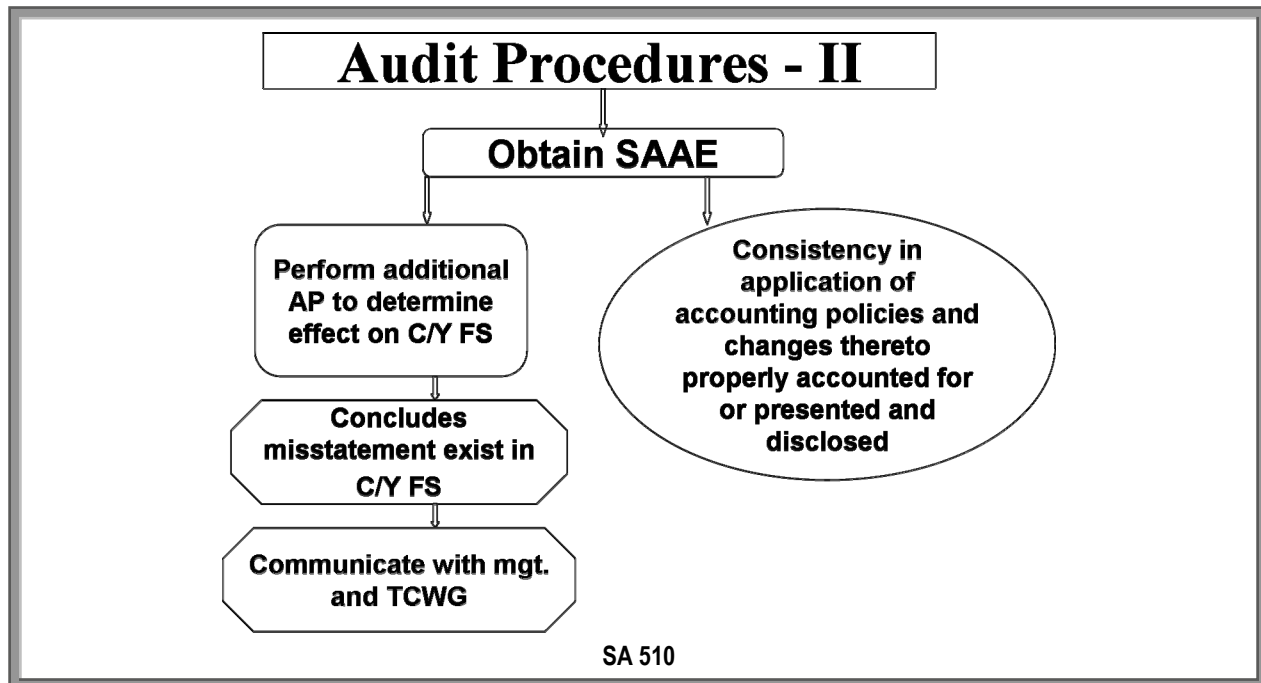 Audit Procedures - II
Obtain SAAE
Perform additional
AP to determine
effect on C/Y FS
Concludes
misstatement exist in
C/Y FS
Communicate with mgt.
and TCWG
Consistency in
application of
accounting policies and
changes thereto
properly accounted for
or presented and
disclosed
SA 510